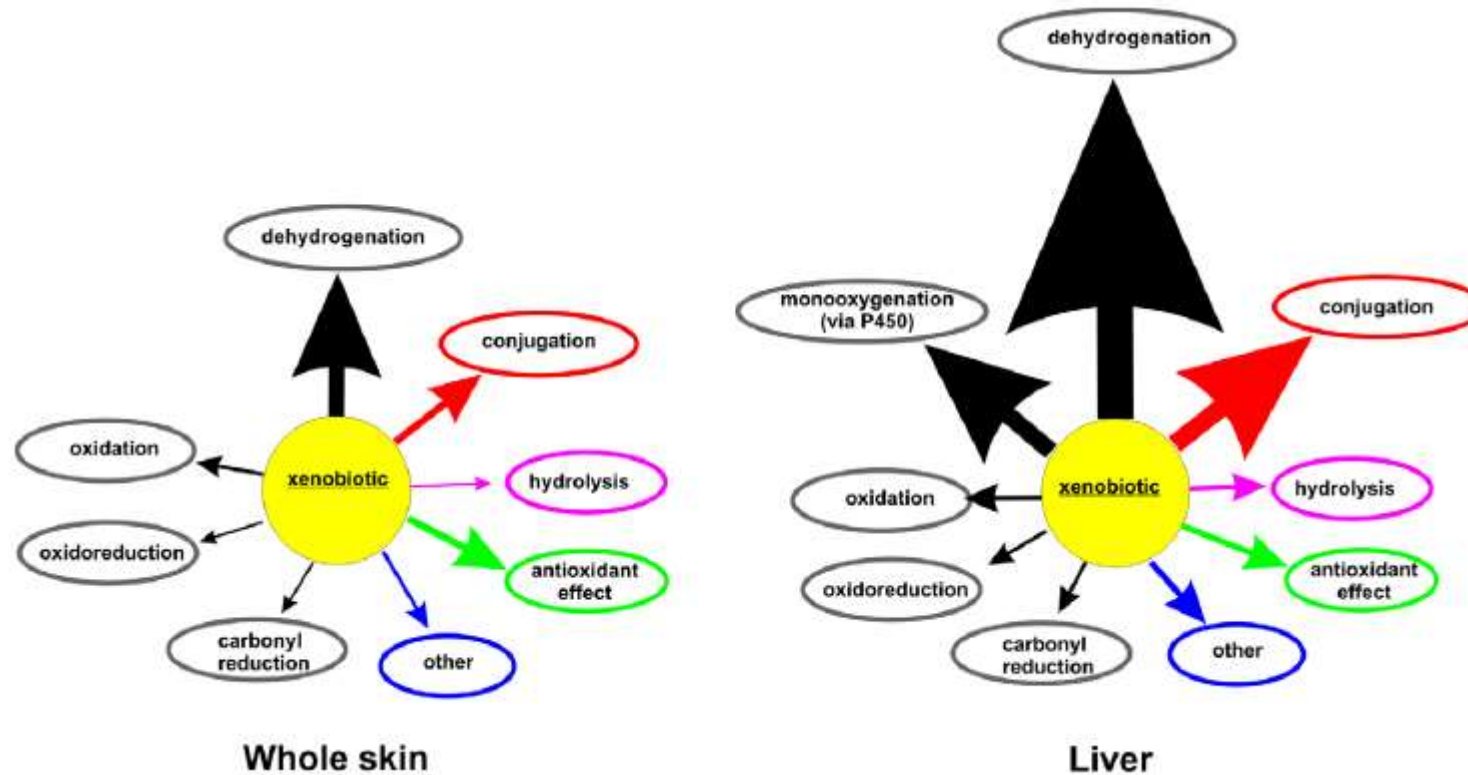 dehydrogenation
conjugation
oxidation
xenobiotic
hydrolysis
oxidoreduction
antioxidant
effect
carbonyl
reduction
other
Whole skin
dehydrogenation
monooxygenation
(via P450)
conjugation
oxidation
xenobiotic
hydrolysis
oxidoreduction
antioxidant
effect
carbonyl
reduction
other
Liver